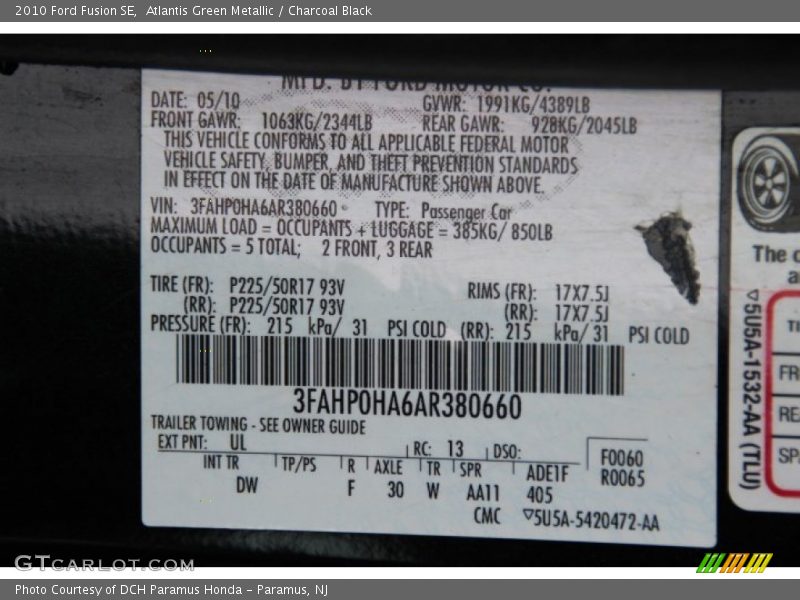 2010 Ford Fusion SE, Atlantis Green Metallic / Charcoal Black
MFD. BY FORD MOTOR CO.
DATE: 05/10 GVWR: 1991KG/4389LB
FRONT GAWR: 1063KG/2344LB REAR GAWR: 928KG/2045LB
THIS VEHICLE CONFORMS TO ALL APPLICABLE FEDERAL MOTOR
VEHICLE SAFETY, BUMPER, AND THEFT PREVENTION STANDARDS
IN EFFECT ON THE DATE OF MANUFACTURE SHOWN ABOVE.
VIN: 3FAHP0HA6AR380660 TYPE: Passenger Car
MAXIMUM LOAD = OCCUPANTS + LUGGAGE = 385KG/ 850LB
OCCUPANTS = 5 TOTAL; 2 FRONT, 3 REAR
TIRE (FR): P225/50R17 93V RIMS (FR): 17X7.5J
(RR): P225/50R17 93V (RR): 17X7.5J
PRESSURE (FR): 215 kPa/ 31 PSI COLD (RR): 215 kPa/ 31 PSI COLD
3FAHP0HA6AR380660
TRAILER TOWING - SEE OWNER GUIDE
EXT PNT: UL RC: 13 DSO: F0060
INT TR TP/PS R AXLE TR SPR ADE1F R0065
DW F 30 W AA11 405
CMC ▽5U5A-5420472-AA
The
▽5U5A-1532-AA (TLU)
GTCARLOT.COM
Photo Courtesy of DCH Paramus Honda – Paramus, NJ